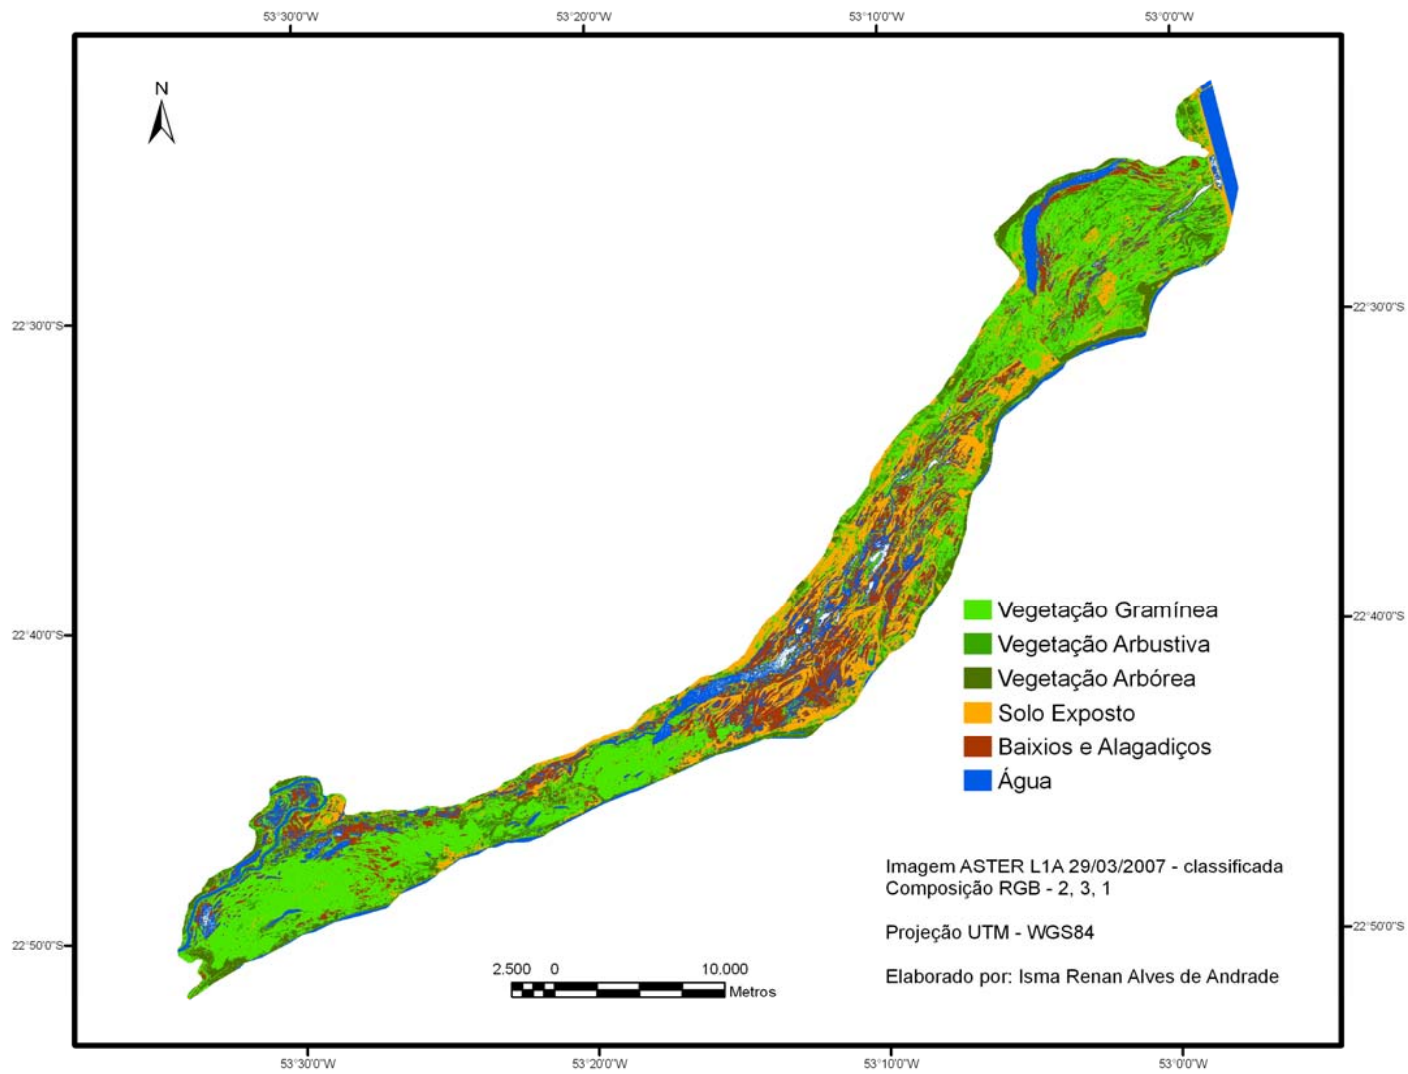 53°30'0"W 53°20'0"W 53°10'0"W 53°0'0"W
N
22°30'0"S 22°30'0"S
22°40'0"S 22°40'0"S
22°50'0"S 22°50'0"S
Vegetação Gramínea
Vegetação Arbustiva
Vegetação Arbórea
Solo Exposto
Baixios e Alagadiços
Água
Imagem ASTER L1A 29/03/2007 - classificada
Composição RGB - 2, 3, 1
Projeção UTM - WGS84
Elaborado por: Isma Renan Alves de Andrade
2.500 0 10.000
Metros
53°30'0"W 53°20'0"W 53°10'0"W 53°0'0"W